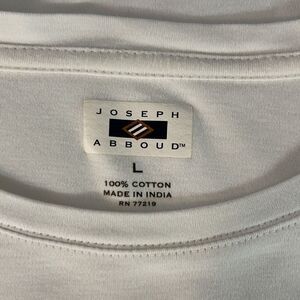 JOSEPH
ABBOUD™
L
100% COTTON
MADE IN INDIA
RN 77219